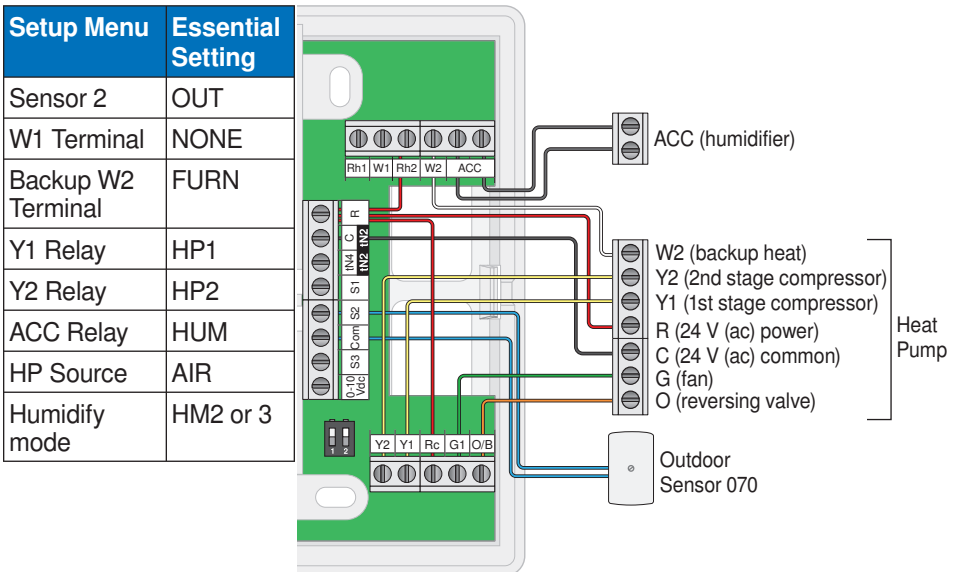 Setup Menu Essential Setting
Sensor 2 OUT
W1 Terminal NONE
Backup W2 Terminal FURN
Y1 Relay HP1
Y2 Relay HP2
ACC Relay HUM
HP Source AIR
Humidify mode HM2 or 3
Rh1 W1 Rh2 W2 ACC
R
C tN2
tN4 tN2
S1
S2
Com
S3
0-10 Vdc
1 2
Y2 Y1 Rc G1 O/B
ACC (humidifier)
W2 (backup heat)
Y2 (2nd stage compressor)
Y1 (1st stage compressor)
R (24 V (ac) power)
C (24 V (ac) common)
G (fan)
O (reversing valve)
Heat
Pump
Outdoor
Sensor 070